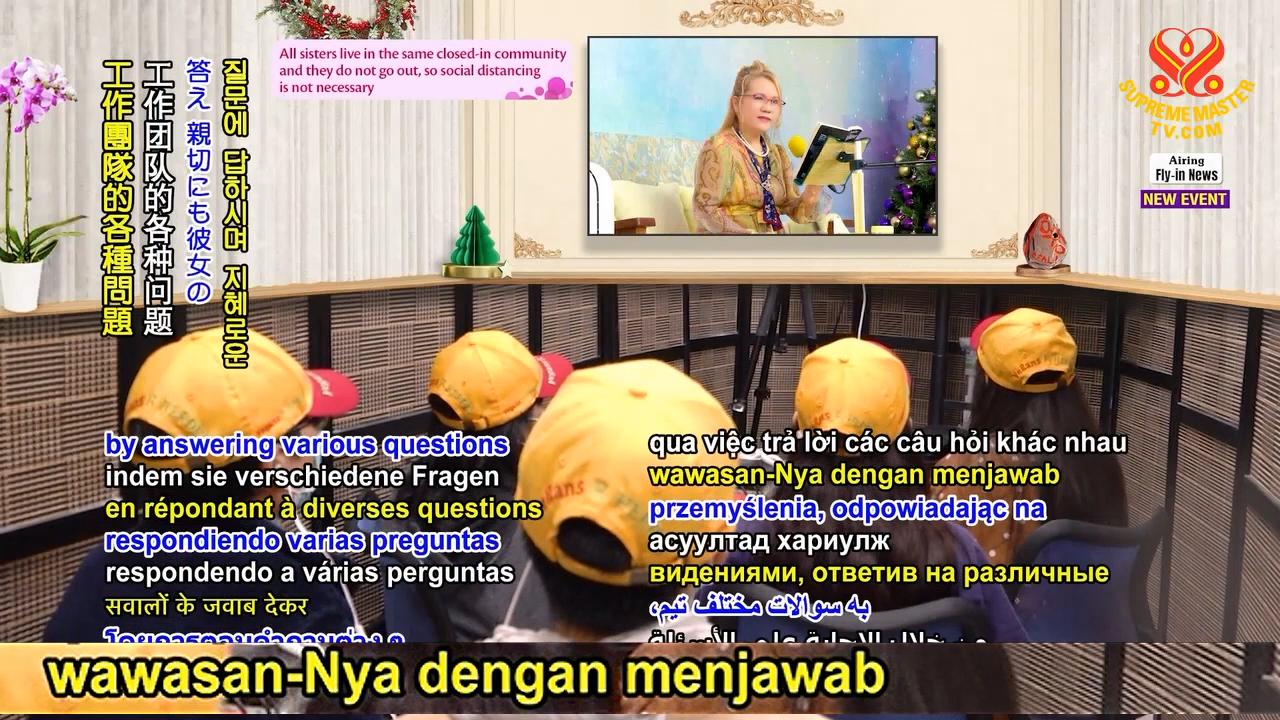 All sisters live in the same closed-in community
and they do not go out, so social distancing
is not necessary
SUPREME MASTER
TV.COM
Airing
Fly-in News
NEW EVENT
질문에 답하시며 지혜로운
答え 親切にも彼女の
工作团队的各种问题
工作團隊的各種問題
by answering various questions
indem sie verschiedene Fragen
en répondant à diverses questions
respondiendo varias preguntas
respondendo a várias perguntas
सवालों के जवाब देकर
qua việc trả lời các câu hỏi khác nhau
wawasan-Nya dengan menjawab
przemyślenia, odpowiadając na
асуултад хариулж
видениями, ответив на различные
به سوالات مختلف تیم،
wawasan-Nya dengan menjawab